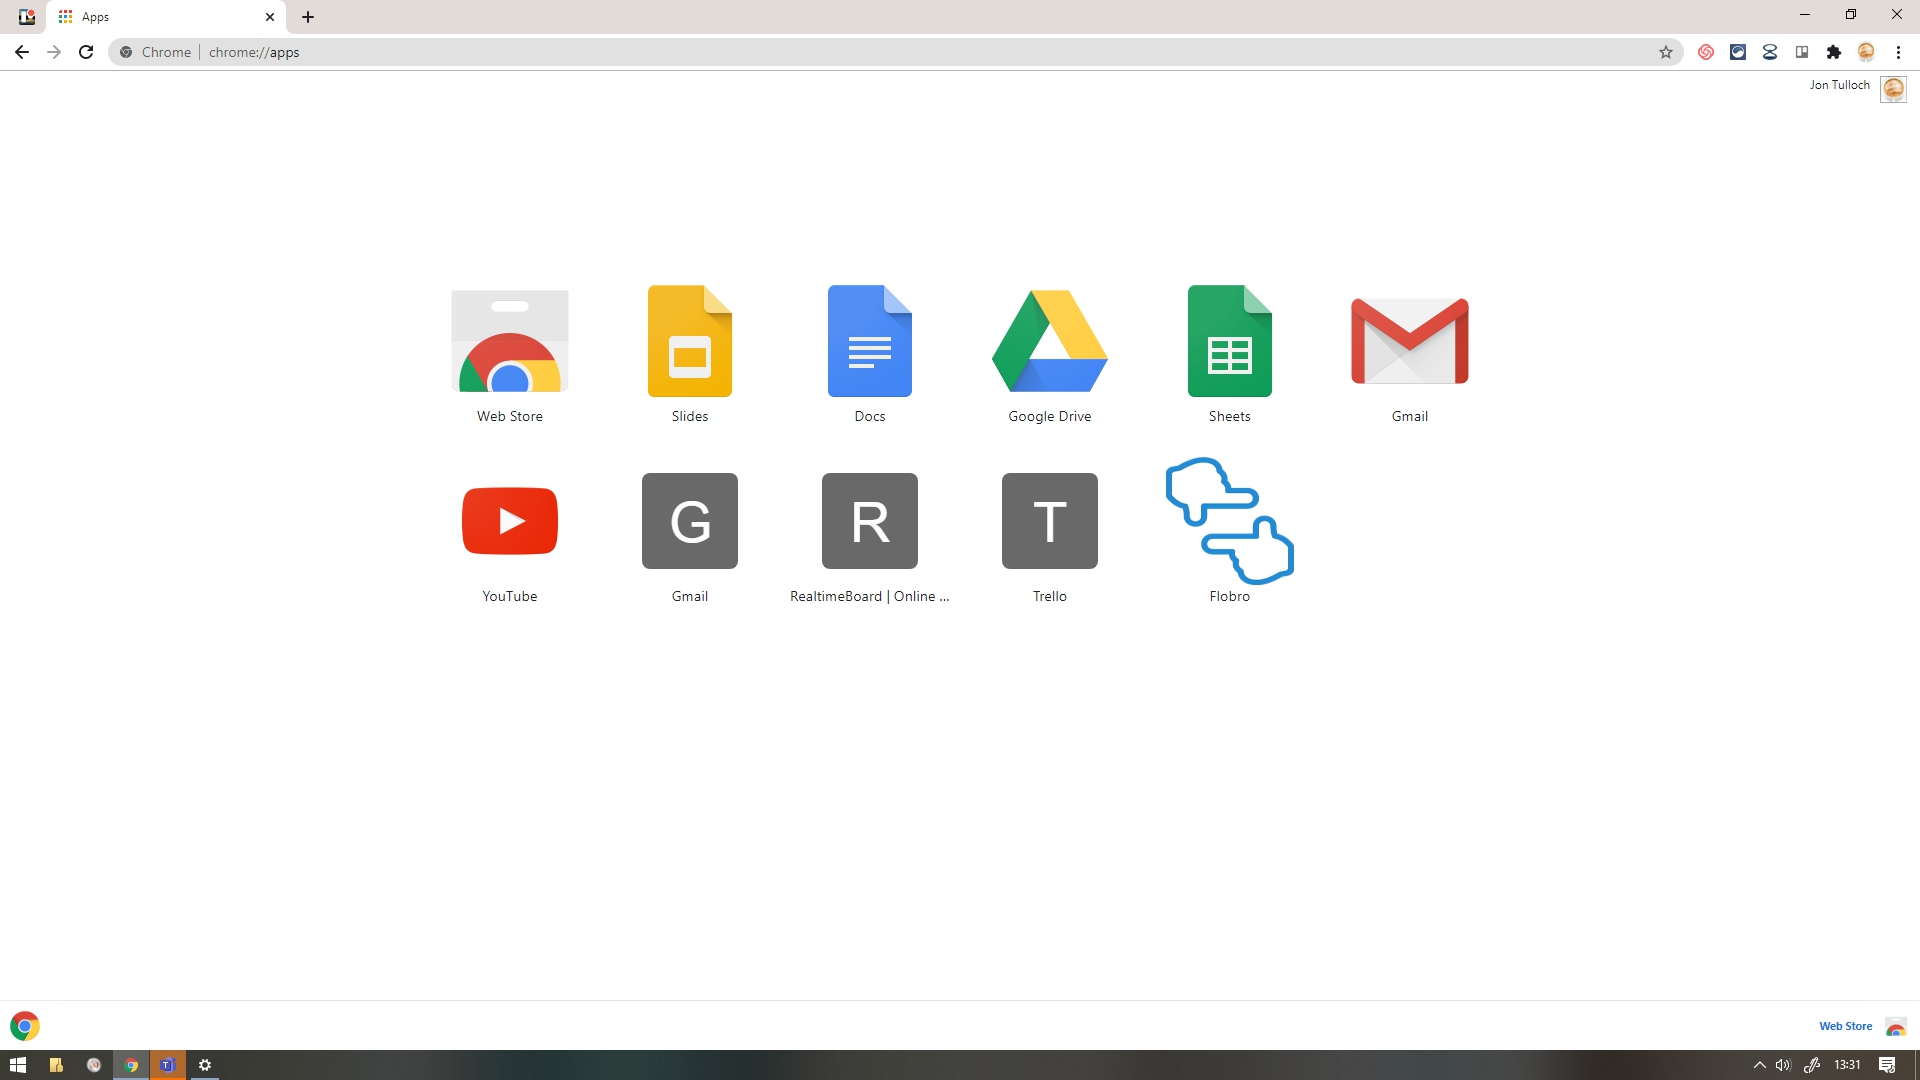 Apps
Chrome | chrome://apps
Jon Tulloch
Web Store
Slides
Docs
Google Drive
Sheets
Gmail
G
R
T
YouTube
Gmail
RealtimeBoard | Online ...
Trello
Flobro
Web Store
T
13:31